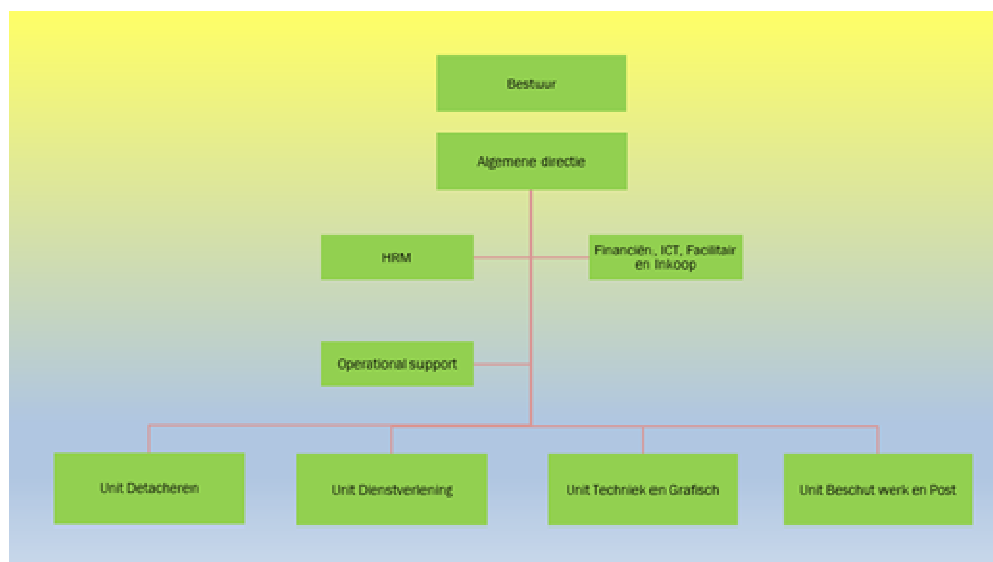 Bestuur
Algemene directie
HRM
Financiën, ICT, Facilitair
en Inkoop
Operational support
Unit Detacheren
Unit Dienstverlening
Unit Techniek en Grafisch
Unit Beschut werk en Post